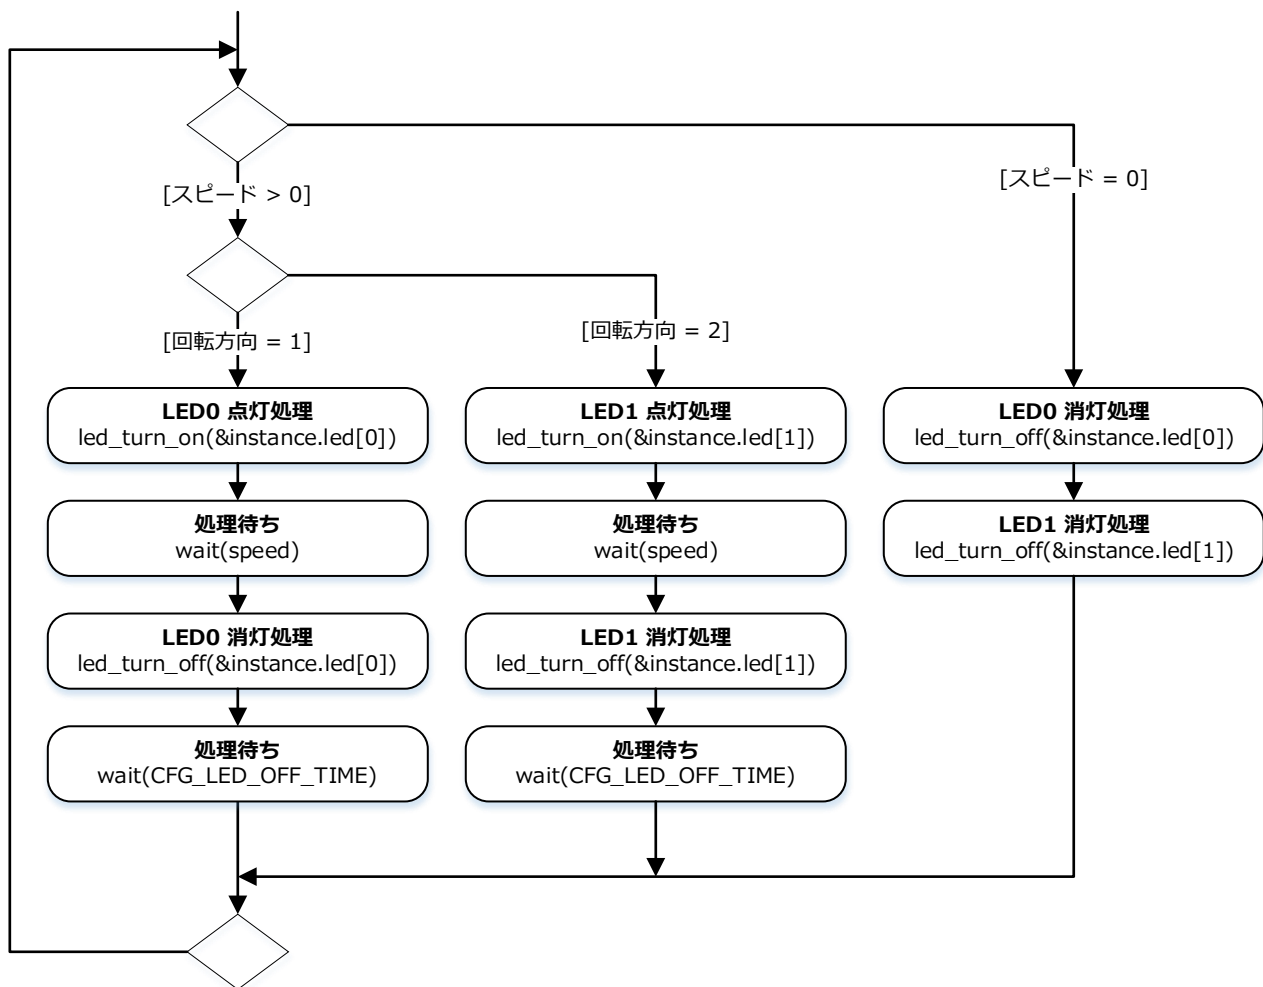 [スピード > 0]
[スピード = 0]
[回転方向 = 1]
[回転方向 = 2]
LED0 点灯処理
led_turn_on(&instance.led[0])
LED1 点灯処理
led_turn_on(&instance.led[1])
LED0 消灯処理
led_turn_off(&instance.led[0])
処理待ち
wait(speed)
処理待ち
wait(speed)
LED1 消灯処理
led_turn_off(&instance.led[1])
LED0 消灯処理
led_turn_off(&instance.led[0])
LED1 消灯処理
led_turn_off(&instance.led[1])
処理待ち
wait(CFG_LED_OFF_TIME)
処理待ち
wait(CFG_LED_OFF_TIME)